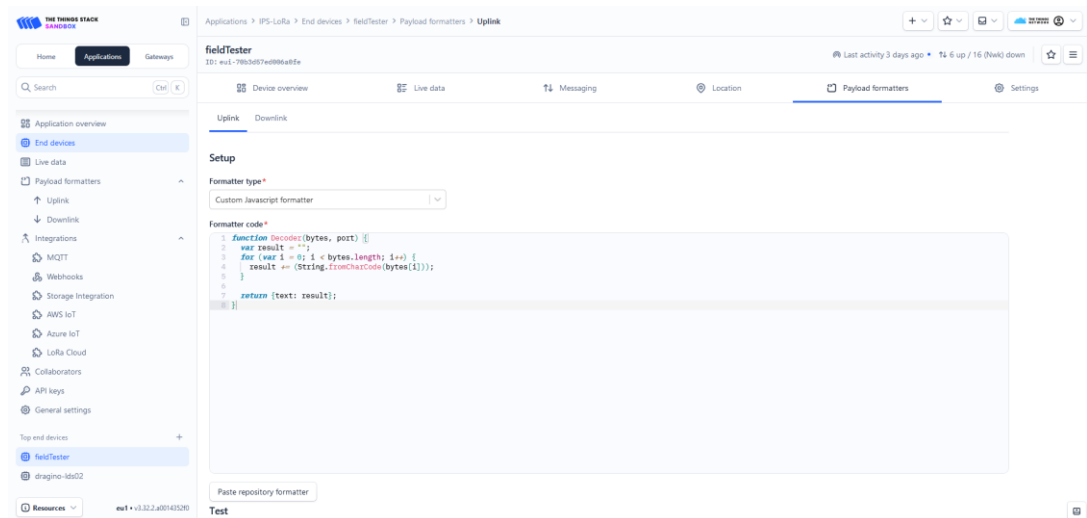 THE THINGS STACK
SANDBOX
Applications > IPS-LoRa > End devices > fieldTester > Payload formatters > Uplink
Home
Applications
Gateways
fieldTester
ID: eui-70b3d57ed006a0fe
Last activity 3 days ago • 6 up / 16 (Nwk) down
Search
Ctrl K
Device overview
Live data
Messaging
Location
Payload formatters
Settings
Application overview
End devices
Live data
Payload formatters
Uplink
Downlink
Integrations
MQTT
Webhooks
Storage Integration
AWS IoT
Azure IoT
LoRa Cloud
Collaborators
API keys
General settings
Top end devices
fieldTester
dragino-lds02
Resources
eu1 • v3.32.2.a0014352f0
Uplink
Downlink
Setup
Formatter type*
Custom Javascript formatter
Formatter code*
1 function Decoder(bytes, port) {
2 var result = "";
3 for (var i = 0; i < bytes.length; i++) {
4 result += (String.fromCharCode(bytes[i]));
5 }
6
7 return {text: result};
8 }
Paste repository formatter
Test